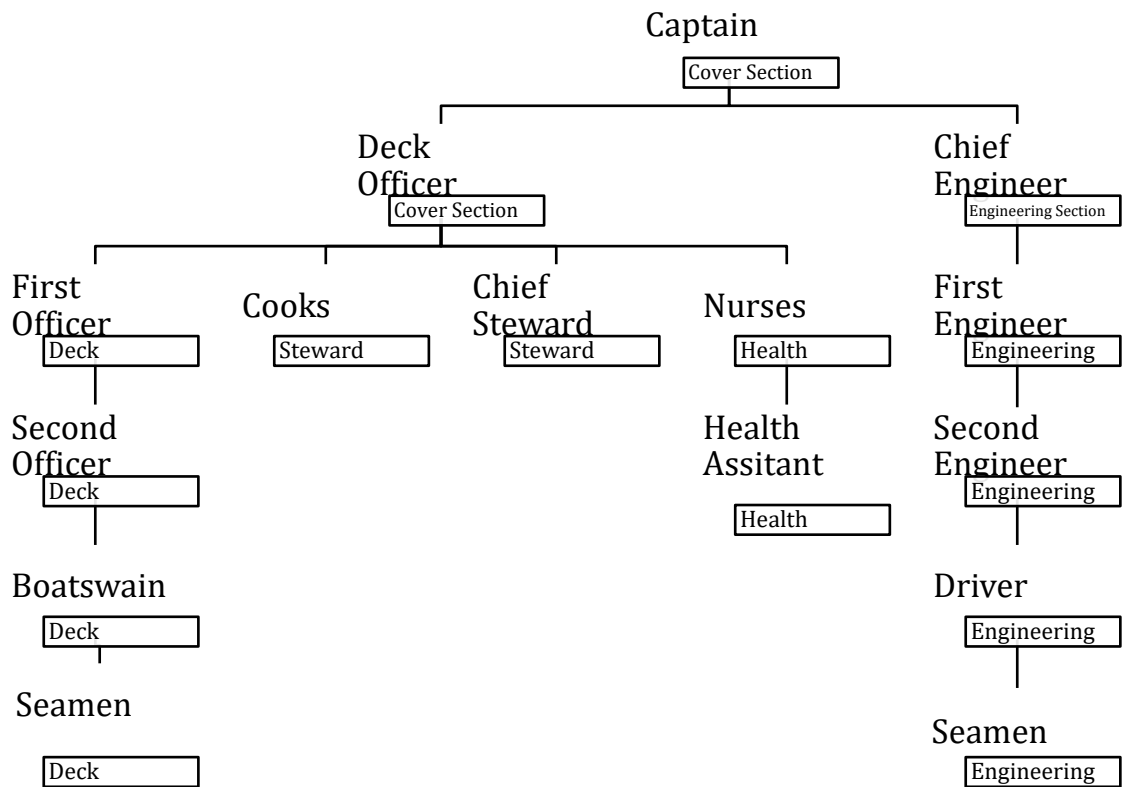 Captain
Cover Section
Deck
Officer
Cover Section
Chief
Engineer
Engineering Section
First
Officer
Deck
Cooks
Steward
Chief
Steward
Steward
Nurses
Health
First
Engineer
Engineering
Second
Officer
Deck
Health
Assitant
Health
Second
Engineer
Engineering
Boatswain
Deck
Driver
Engineering
Seamen
Deck
Seamen
Engineering